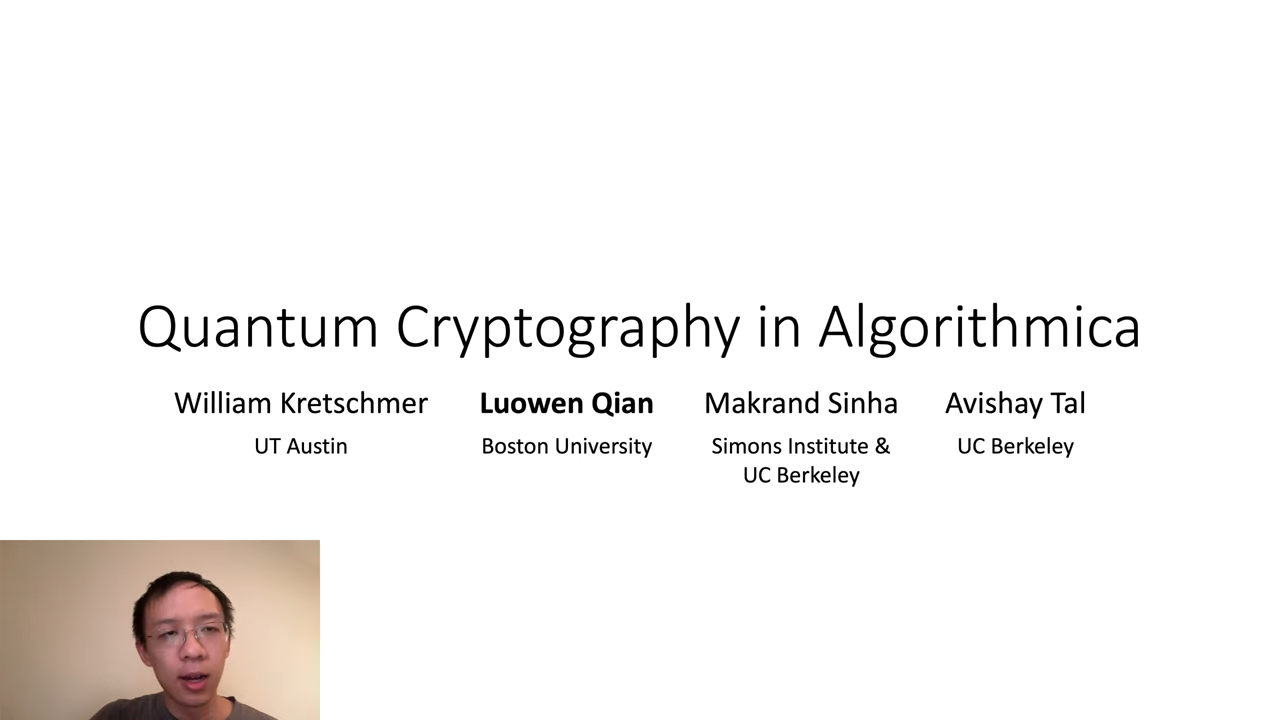 Quantum Cryptography in Algorithmica
William Kretschmer
Luowen Qian
Makrand Sinha
Avishay Tal
UT Austin
Boston University
Simons Institute &
UC Berkeley
UC Berkeley